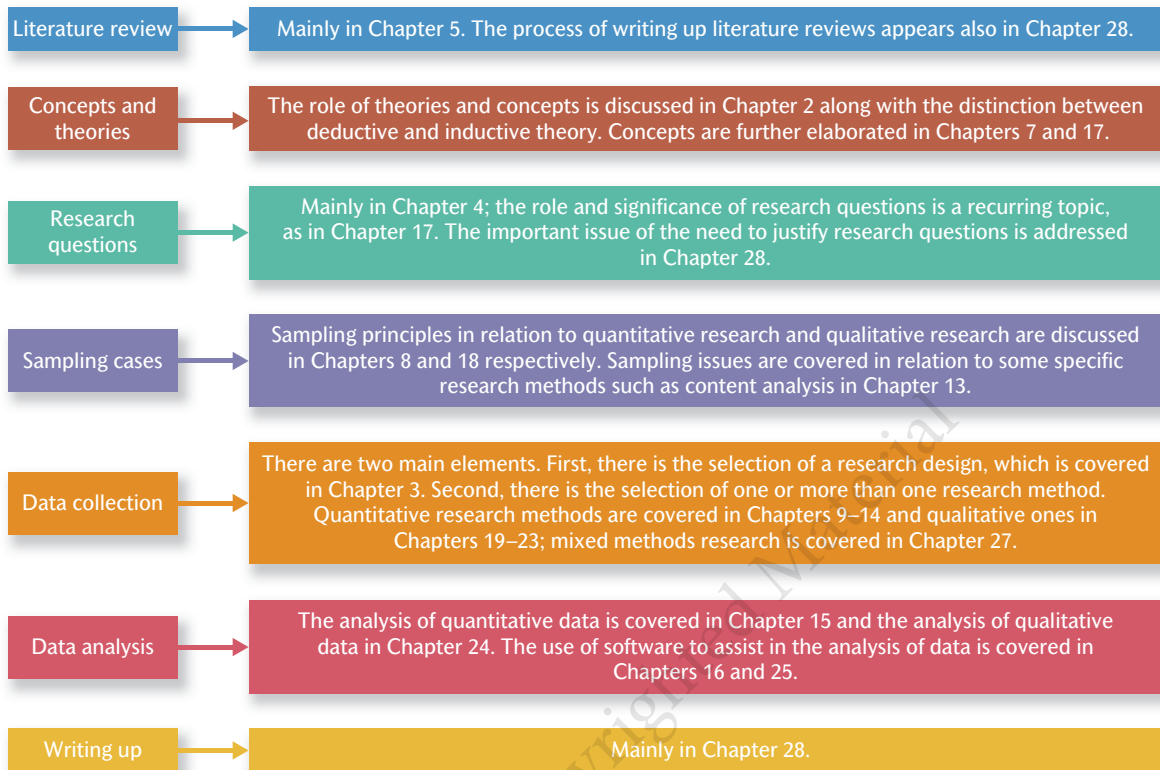 Literature review
Mainly in Chapter 5. The process of writing up literature reviews appears also in Chapter 28.
Concepts and
theories
The role of theories and concepts is discussed in Chapter 2 along with the distinction between
deductive and inductive theory. Concepts are further elaborated in Chapters 7 and 17.
Research
questions
Mainly in Chapter 4; the role and significance of research questions is a recurring topic,
as in Chapter 17. The important issue of the need to justify research questions is addressed
in Chapter 28.
Sampling cases
Sampling principles in relation to quantitative research and qualitative research are discussed
in Chapters 8 and 18 respectively. Sampling issues are covered in relation to some specific
research methods such as content analysis in Chapter 13.
Data collection
There are two main elements. First, there is the selection of a research design, which is covered
in Chapter 3. Second, there is the selection of one or more than one research method.
Quantitative research methods are covered in Chapters 9–14 and qualitative ones in
Chapters 19–23; mixed methods research is covered in Chapter 27.
Data analysis
The analysis of quantitative data is covered in Chapter 15 and the analysis of qualitative
data in Chapter 24. The use of software to assist in the analysis of data is covered in
Chapters 16 and 25.
Writing up
Mainly in Chapter 28.
Material